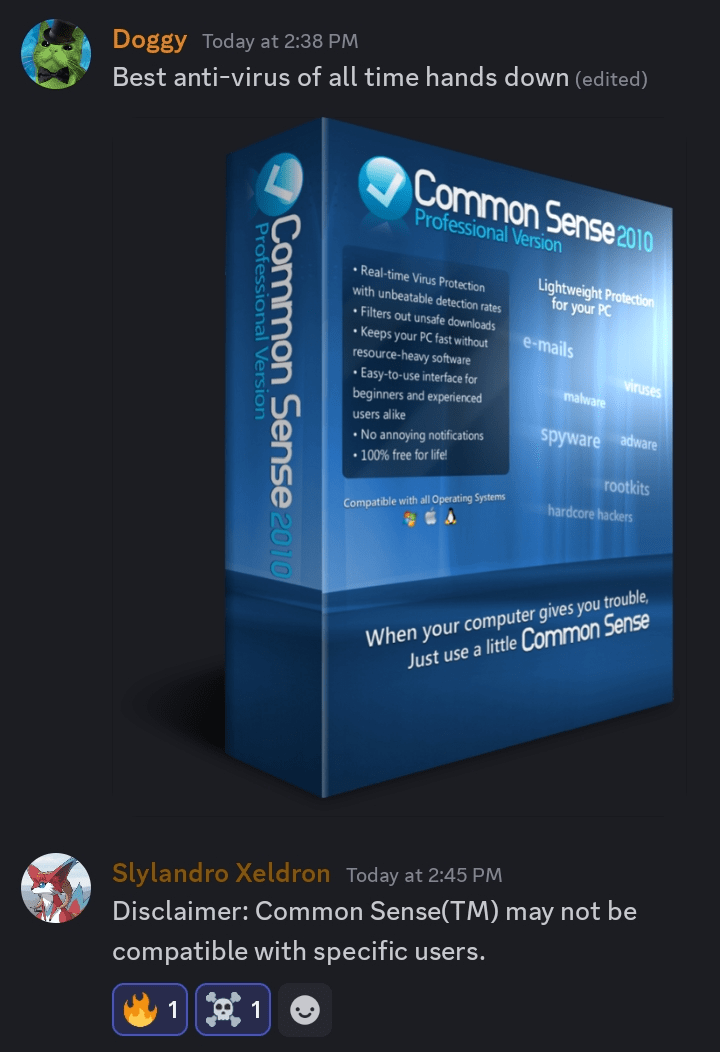 Doggy Today at 2:38 PM
Best anti-virus of all time hands down (edited)
Common Sense 2010
Professional Version
Common Sense 2010
Professional Version
• Real-time Virus Protection
with unbeatable detection rates
• Filters out unsafe downloads
• Keeps your PC fast without
resource-heavy software
• Easy-to-use interface for
beginners and experienced
users alike
• No annoying notifications
• 100% free for life!
Compatible with all Operating Systems
Lightweight Protection
for your PC
e-mails
viruses
malware
spyware
adware
rootkits
hardcore hackers
When your computer gives you trouble,
Just use a little Common Sense
Slylandro Xeldron Today at 2:45 PM
Disclaimer: Common Sense(TM) may not be
compatible with specific users.
1 1